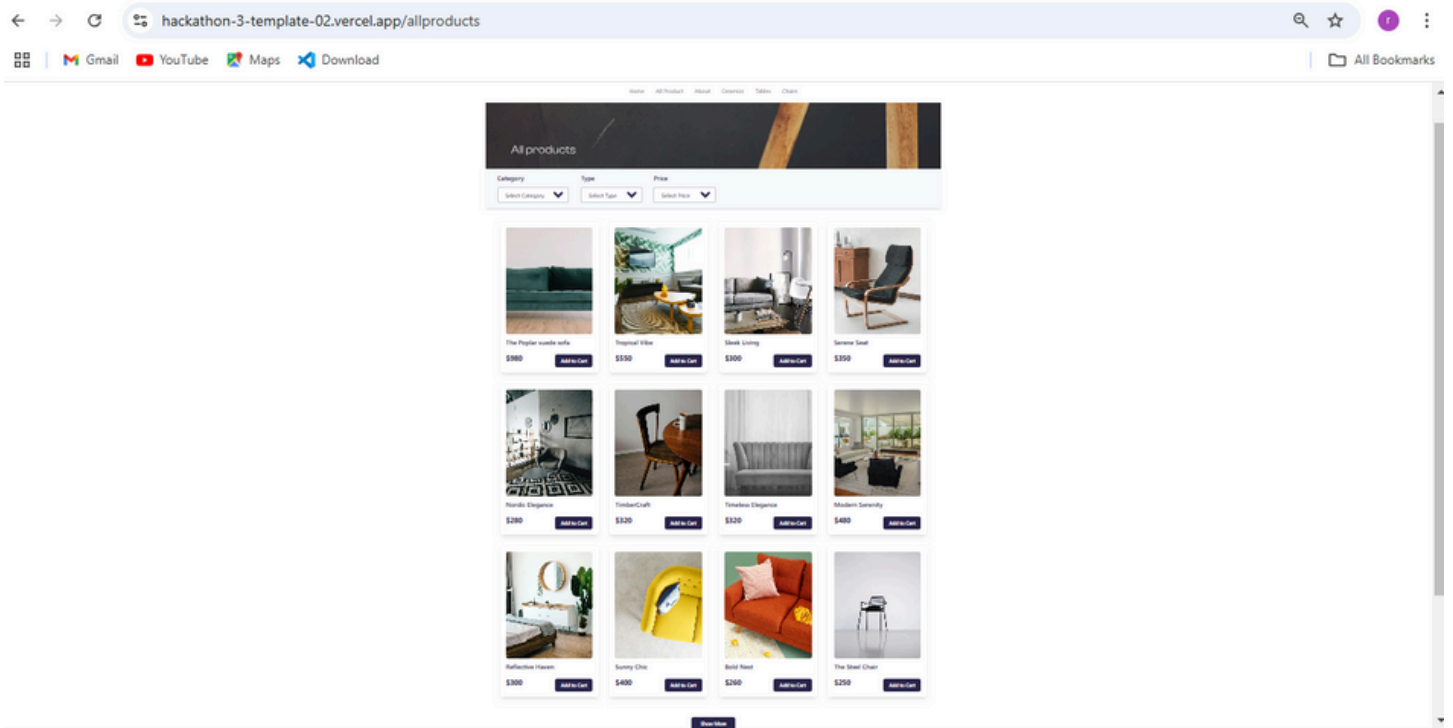 hackathon-3-template-02.vercel.app/allproducts
r
Gmail YouTube Maps Download All Bookmarks
Home All Product About Ceramics Tables Chairs
All products
Category Type Price
Select Category Select Type Select Price
The Poplar suede sofa Tropical Vibe Sleek Living Serene Seat
$980 Add to Cart $550 Add to Cart $300 Add to Cart $350 Add to Cart
Nordic Elegance TimberCraft Timeless Elegance Modern Serenity
$280 Add to Cart $320 Add to Cart $320 Add to Cart $480 Add to Cart
Reflective Haven Sunny Chic Bold Nest The Steel Chair
$300 Add to Cart $400 Add to Cart $260 Add to Cart $250 Add to Cart
Show More